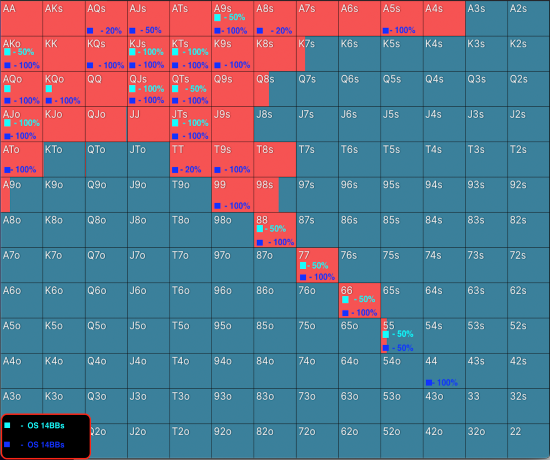 AA AKs AQs AJs ATs A9s A8s A7s A6s A5s A4s A3s A2s
- 50%
- 20% - 50% - 100% - 20% - 100%
AKo KK KQs KJs KTs K9s K8s K7s K6s K5s K4s K3s K2s
- 50% - 100% - 100%
- 100% - 100% - 100% - 100% - 100%
AQo KQo QQ QJs QTs Q9s Q8s Q7s Q6s Q5s Q4s Q3s Q2s
- 100% - 50%
- 100% - 100% - 100% - 100%
AJo KJo QJo JJ JTs J9s J8s J7s J6s J5s J4s J3s J2s
- 100% - 100%
- 100% - 100%
ATo KTo QTo JTo TT T9s T8s T7s T6s T5s T4s T3s T2s
- 100% - 20% - 100%
A9o K9o Q9o J9o T9o 99 98s 97s 96s 95s 94s 93s 92s
- 100%
A8o K8o Q8o J8o T8o 98o 88 87s 86s 85s 84s 83s 82s
- 50%
- 100%
A7o K7o Q7o J7o T7o 97o 87o 77 76s 75s 74s 73s 72s
- 50%
- 100%
A6o K6o Q6o J6o T6o 96o 86o 76o 66 65s 64s 63s 62s
- 50%
- 100%
A5o K5o Q5o J5o T5o 95o 85o 75o 65o 55 54s 53s 52s
- 50%
- 50%
A4o K4o Q4o J4o T4o 94o 84o 74o 64o 54o 44 43s 42s
- 100%
A3o K3o Q3o J3o T3o 93o 83o 73o 63o 53o 43o 33 32s
- OS 14BBs
Q2o J2o T2o 92o 82o 72o 62o 52o 42o 32o 22
- OS 14BBs